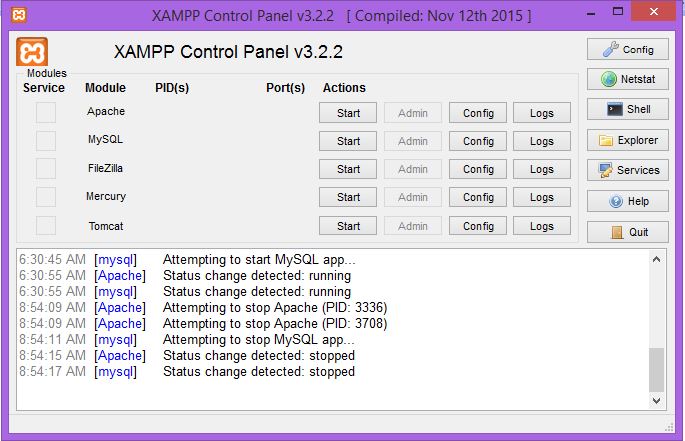 XAMPP Control Panel v3.2.2 [ Compiled: Nov 12th 2015 ]
XAMPP Control Panel v3.2.2
Config
Modules
Service Module PID(s) Port(s) Actions
Netstat
Apache Start Admin Config Logs
Shell
MySQL Start Admin Config Logs
Explorer
FileZilla Start Admin Config Logs
Services
Mercury Start Admin Config Logs
Help
Tomcat Start Admin Config Logs
Quit
6:30:45 AM [mysql] Attempting to start MySQL app...
6:30:55 AM [Apache] Status change detected: running
6:30:55 AM [mysql] Status change detected: running
8:54:09 AM [Apache] Attempting to stop Apache (PID: 3336)
8:54:09 AM [Apache] Attempting to stop Apache (PID: 3708)
8:54:11 AM [mysql] Attempting to stop MySQL app...
8:54:15 AM [Apache] Status change detected: stopped
8:54:17 AM [mysql] Status change detected: stopped